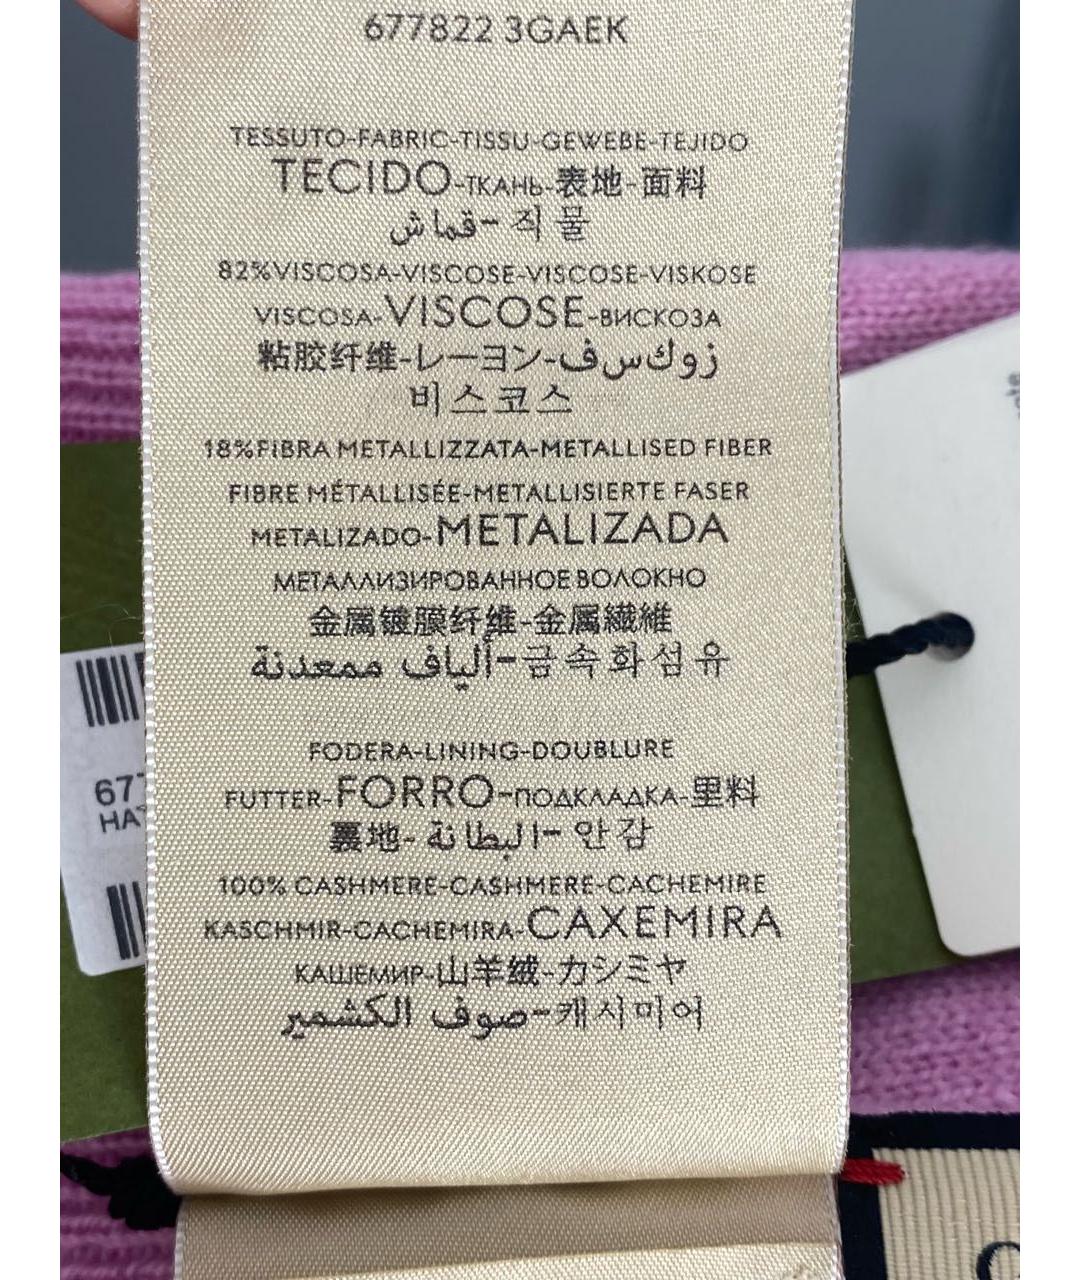 677822 3GAEK
TESSUTO-FABRIC-TISSU-GEWEBE-TEJIDO
TECIDO-ТКАНЬ-表地-面料
قماش-직물
82%VISCOSA-VISCOSE-VISCOSE-VISKOSE
VISCOSA-VISCOSE-ВИСКОЗА
粘胶纤维-レーヨン-زوكسف
비스코스
18%FIBRA METALLIZZATA-METALLISED FIBER
FIBRE MÉTALLISÉE-METALLISIERTE FASER
METALIZADO-METALIZADA
МЕТАЛЛИЗИРОВАННОЕ ВОЛОКНО
金属镀膜纤维-金属繊維
ألياف ممعدنة-금속화섬유
FODERA-LINING-DOUBLURE
FUTTER-FORRO-ПОДКЛАДКА-里料
裏地-البطانة-안감
100% CASHMERE-CASHMERE-CACHEMIRE
KASCHMIR-CACHEMIRA-CAXEMIRA
КАШЕМИР-山羊绒-カシミヤ
صوف الكشمير-캐시미어
67
HA